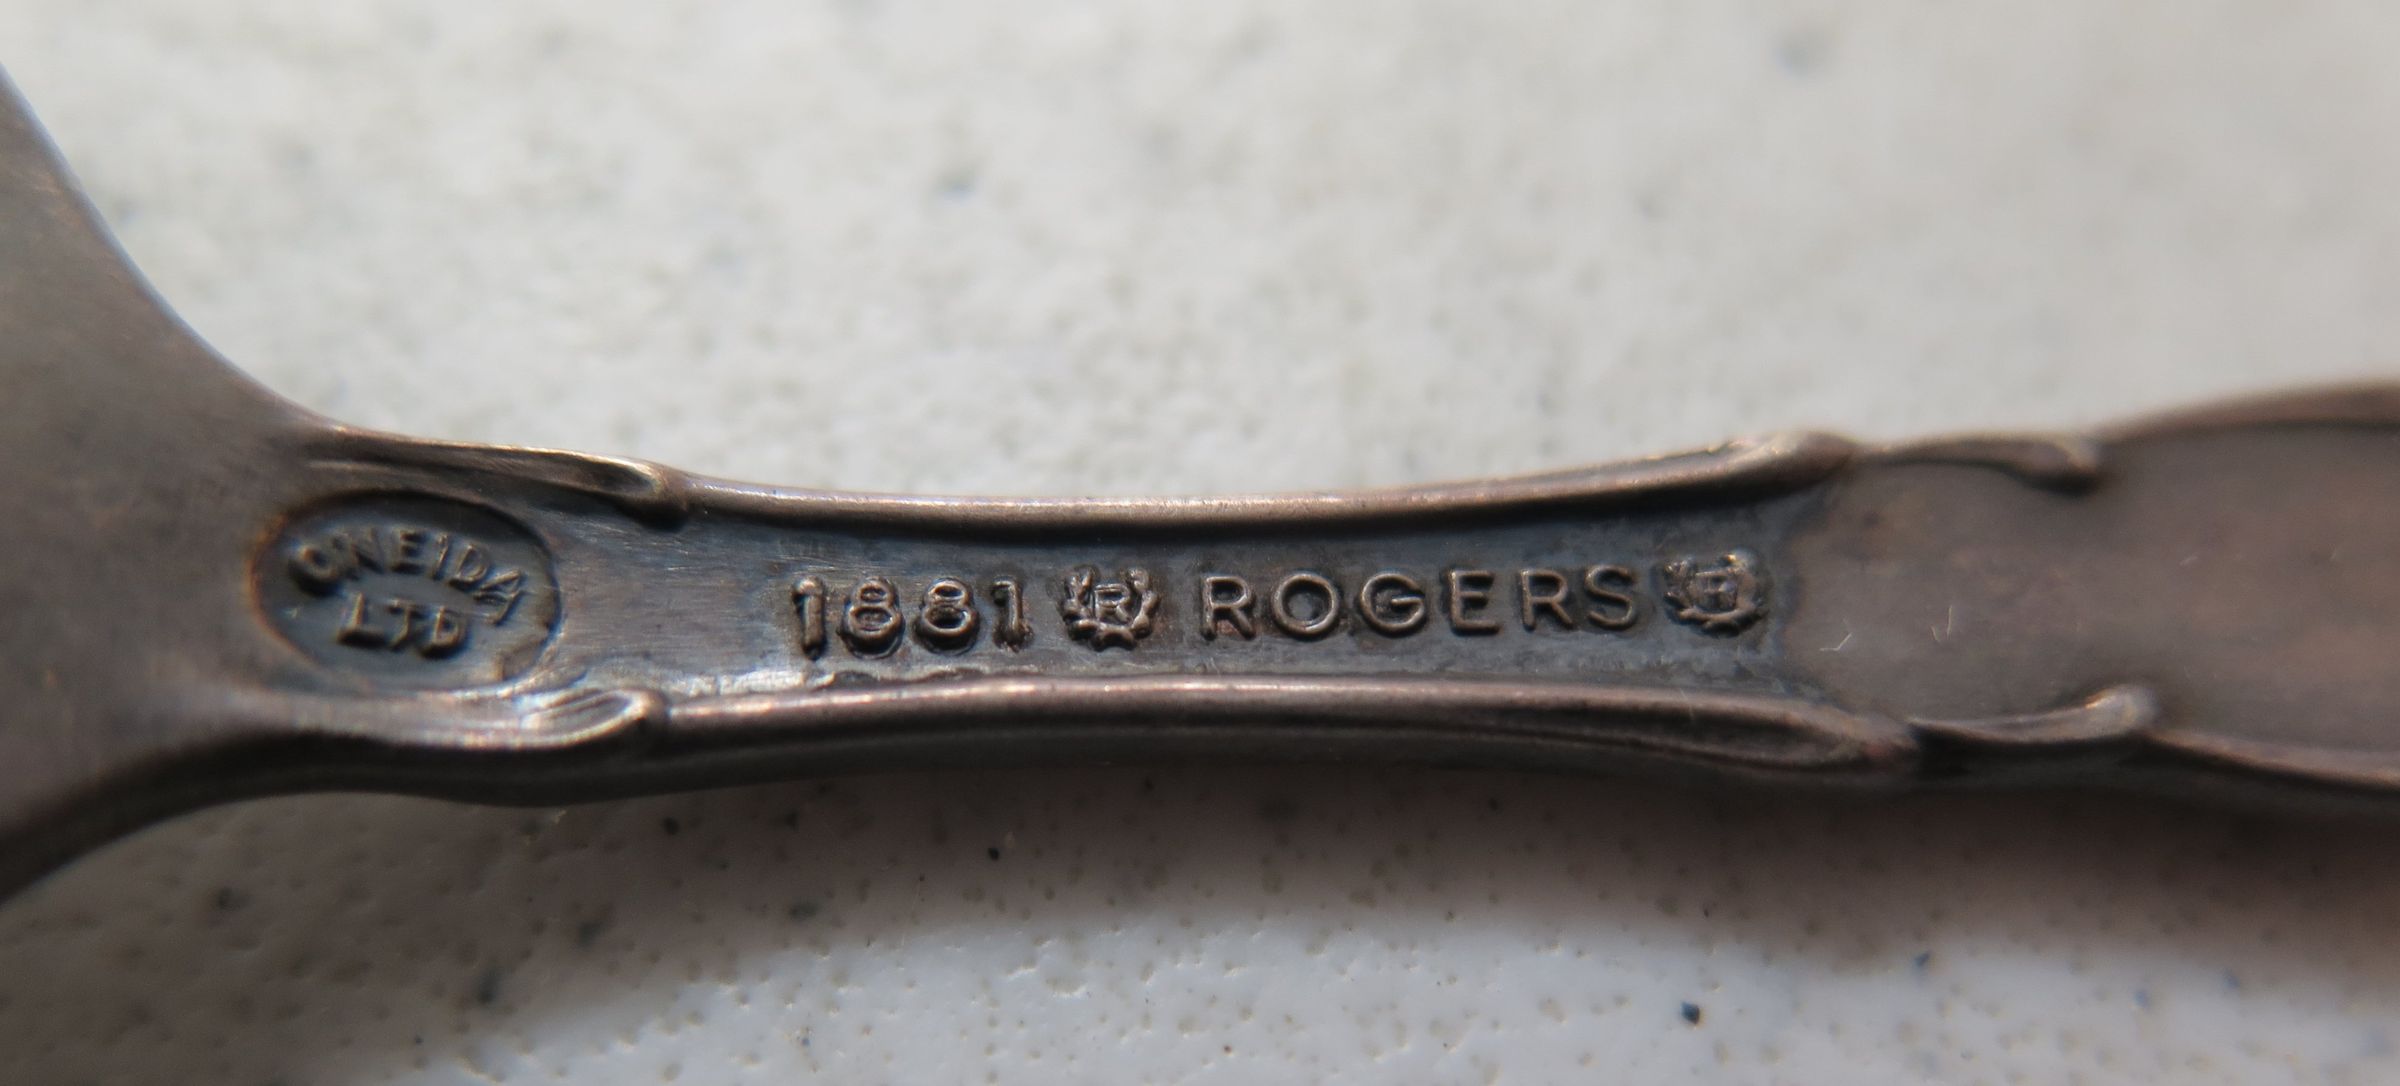 ONEIDA
LTD
1881 R ROGERS R